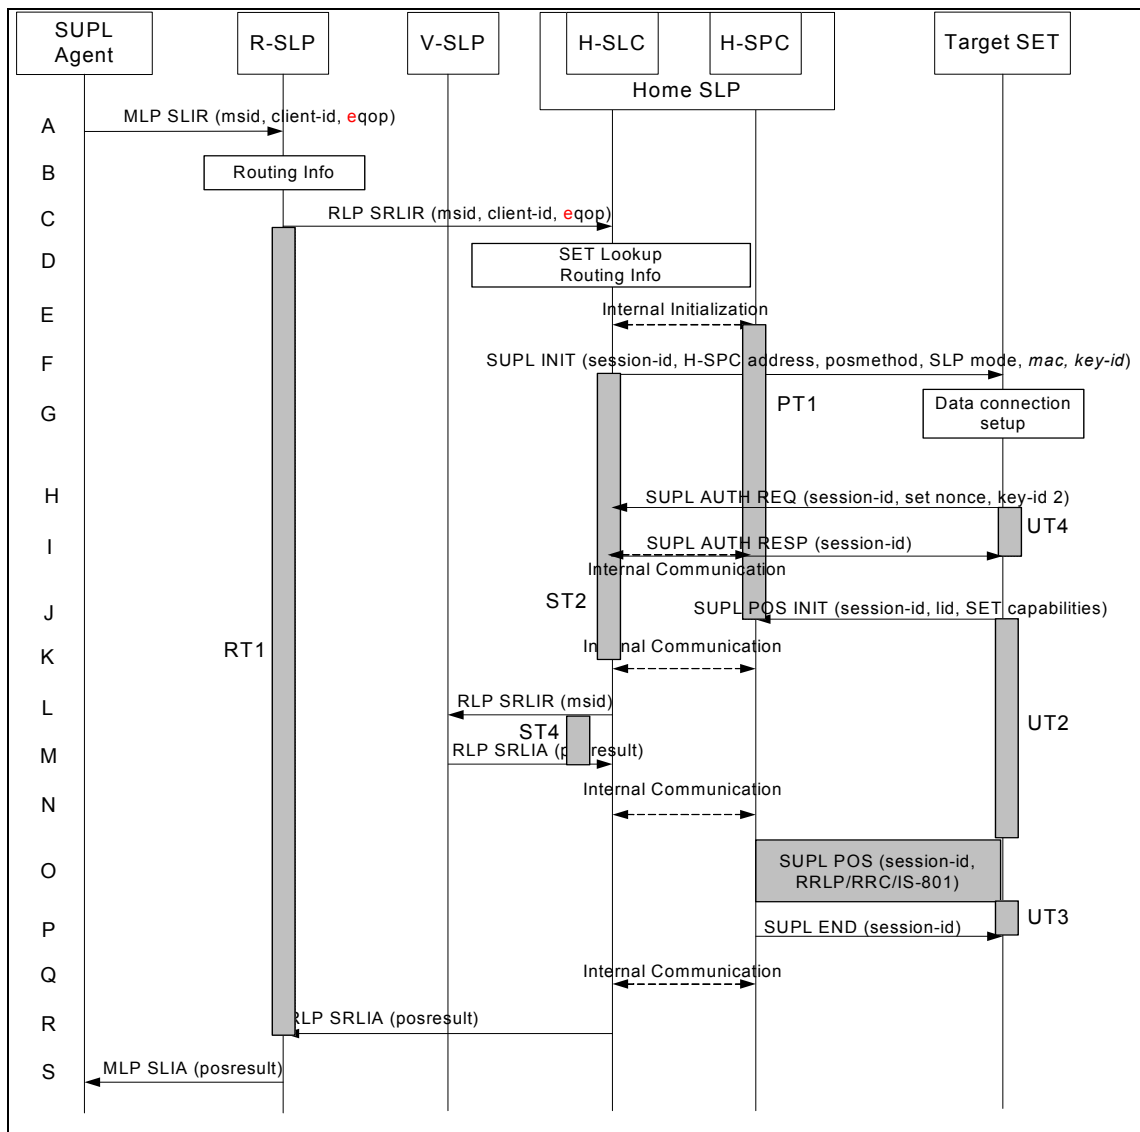 SUPL
Agent
R-SLP
V-SLP
H-SLC
H-SPC
Target SET
Home SLP
A
MLP SLIR (msid, client-id, eqop)
B
Routing Info
C
RLP SRLIR (msid, client-id, eqop)
D
SET Lookup
Routing Info
E
Internal Initialization
F
SUPL INIT (session-id, H-SPC address, posmethod, SLP mode, mac, key-id)
G
PT1
Data connection
setup
H
SUPL AUTH REQ (session-id, set nonce, key-id 2)
UT4
I
SUPL AUTH RESP (session-id)
Internal Communication
ST2
J
SUPL POS INIT (session-id, lid, SET capabilities)
RT1
K
Internal Communication
L
RLP SRLIR (msid)
ST4
UT2
M
RLP SRLIA (posresult)
N
Internal Communication
O
SUPL POS (session-id,
RRLP/RRC/IS-801)
UT3
P
SUPL END (session-id)
Q
Internal Communication
R
RLP SRLIA (posresult)
S
MLP SLIA (posresult)